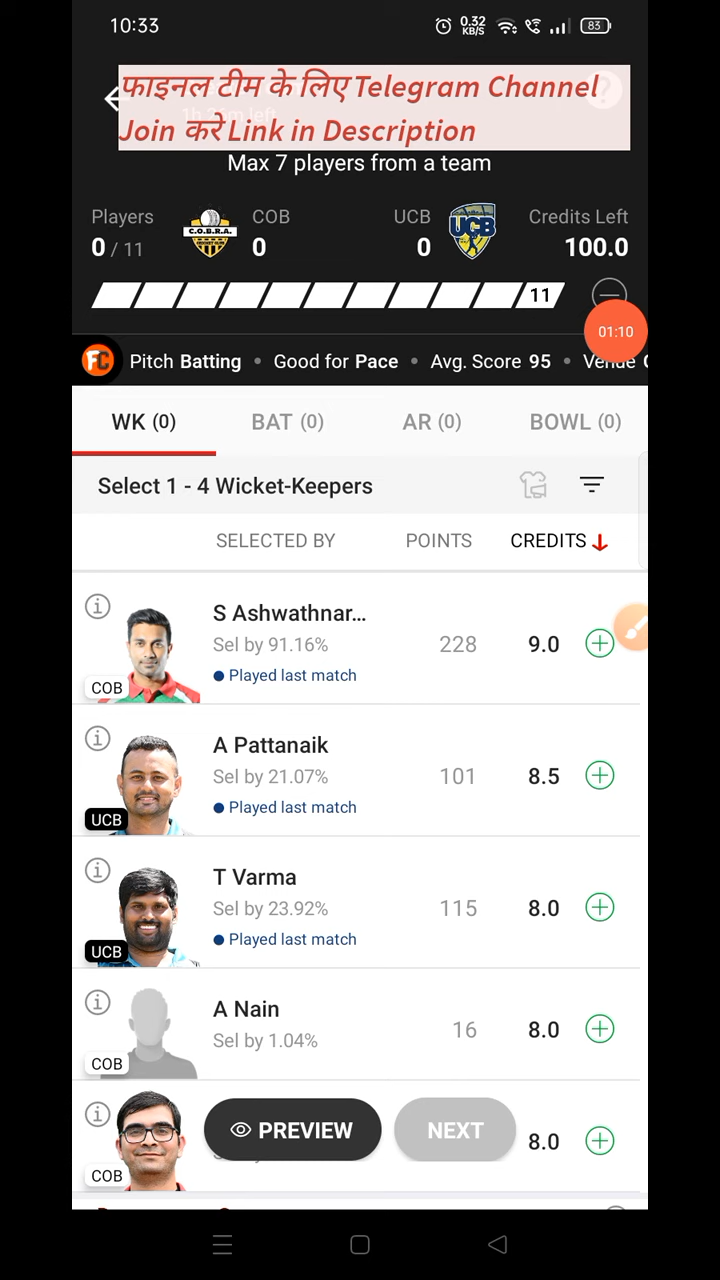 10:33
0.32 KB/S
83
फाइनल टीम के लिए Telegram Channel
Join करे Link in Description
Max 7 players from a team
Players COB UCB Credits Left
0 / 11 C.O.B.R.A. 0 0 UCB 100.0
11
01:10
FC Pitch Batting • Good for Pace • Avg. Score 95 • Venue
WK (0) BAT (0) AR (0) BOWL (0)
Select 1 - 4 Wicket-Keepers
SELECTED BY POINTS CREDITS
S Ashwathnar...
Sel by 91.16% 228 9.0
Played last match
COB
A Pattanaik
Sel by 21.07% 101 8.5
Played last match
UCB
T Varma
Sel by 23.92% 115 8.0
Played last match
UCB
A Nain
Sel by 1.04% 16 8.0
COB
PREVIEW NEXT 8.0
COB